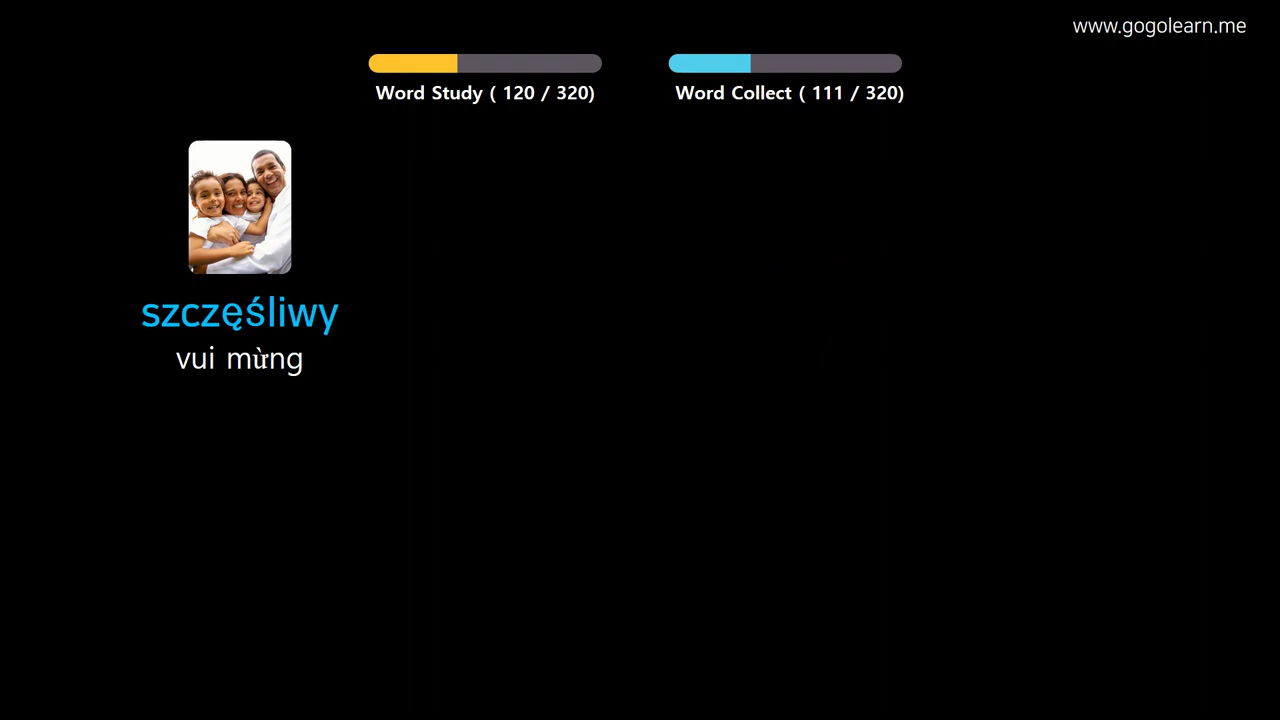 www.gogolearn.me
Word Study ( 120 / 320)
Word Collect ( 111 / 320)
szczęśliwy
vui mừng